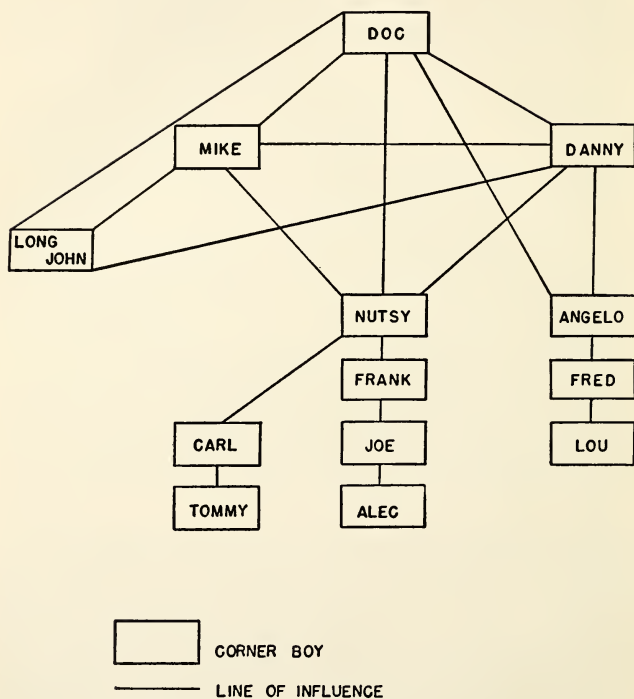 DOC
MIKE
DANNY
LONG
JOHN
NUTSY
ANGELO
FRANK
FRED
CARL
JOE
LOU
TOMMY
ALEC
CORNER BOY
LINE OF INFLUENCE